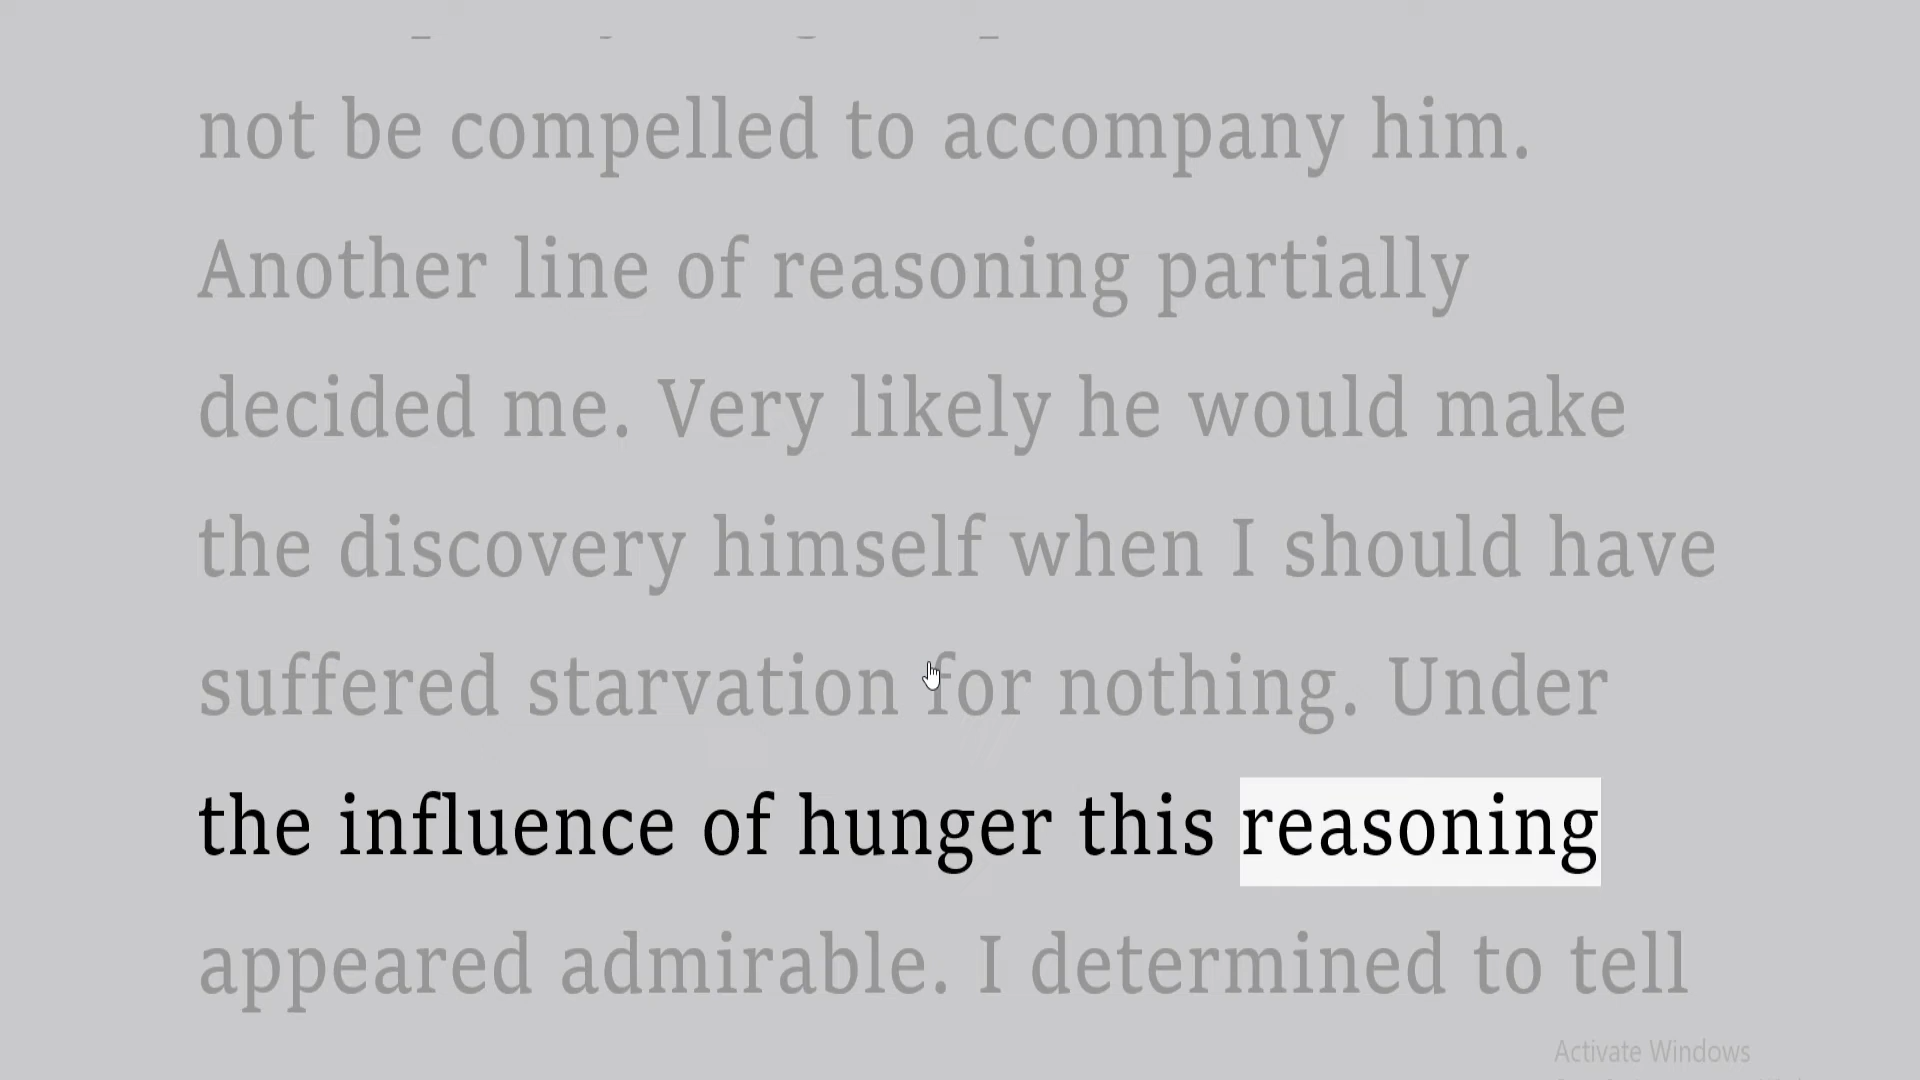 not be compelled to accompany him.
Another line of reasoning partially
decided me. Very likely he would make
the discovery himself when I should have
suffered starvation for nothing. Under
the influence of hunger this reasoning
appeared admirable. I determined to tell
Activate Windows